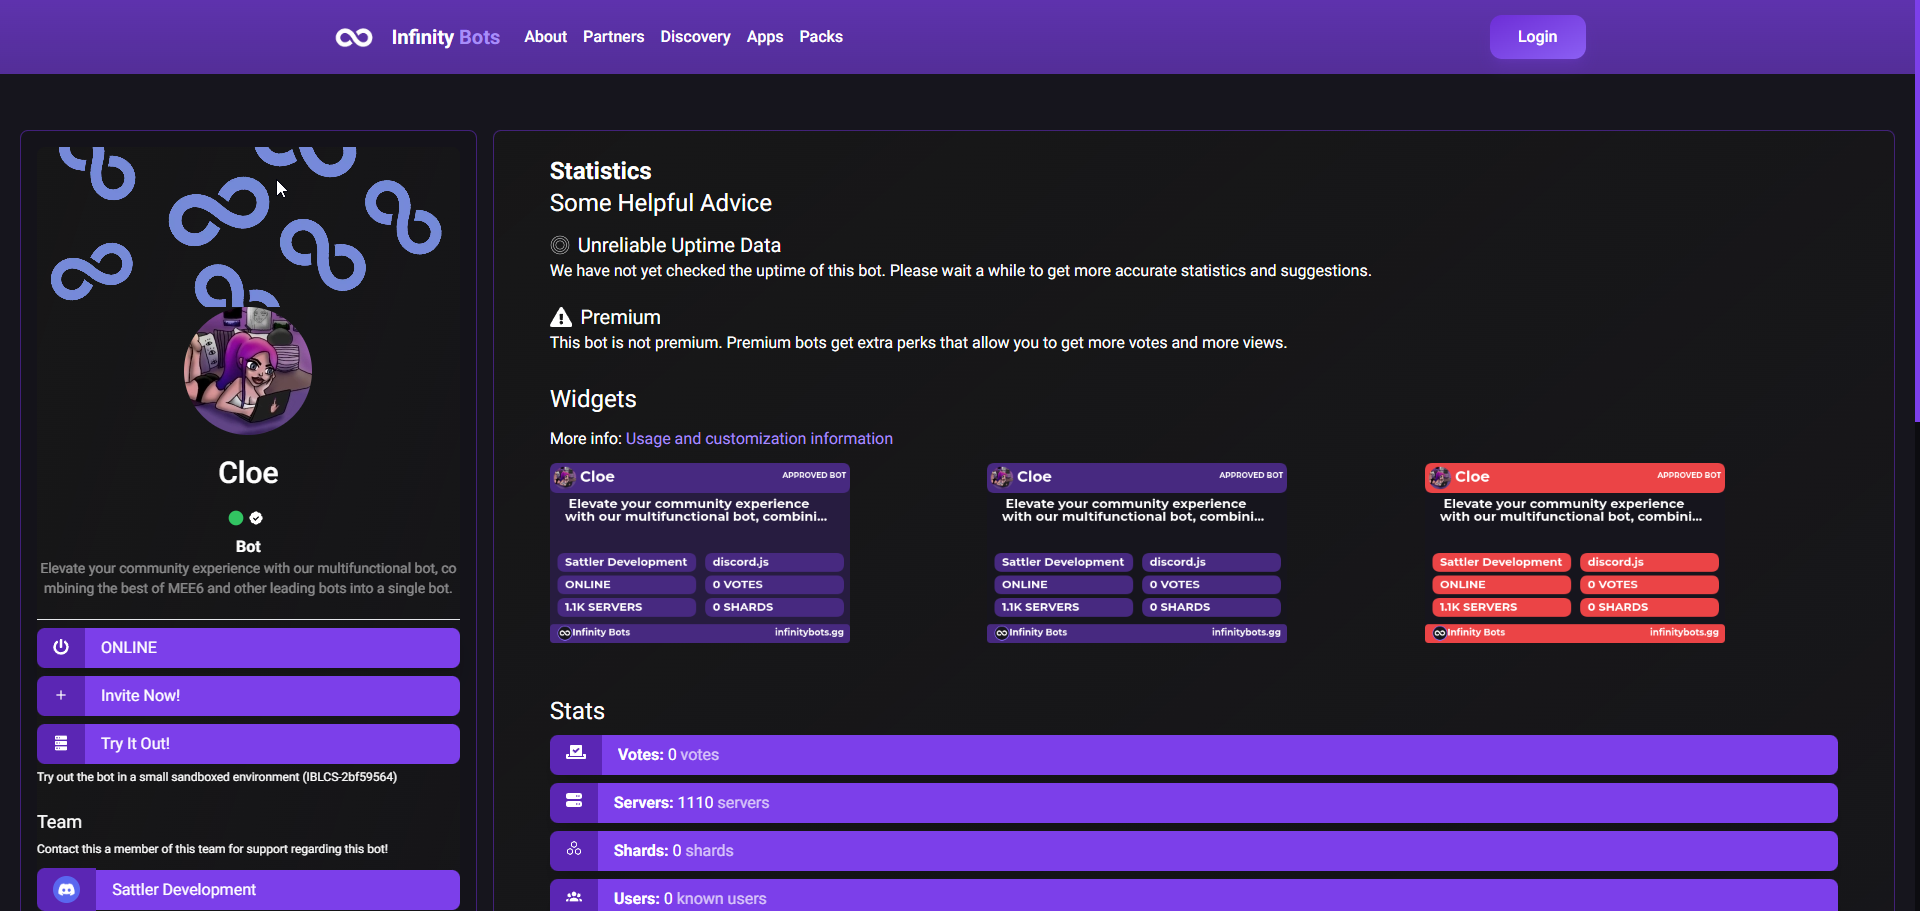 Infinity Bots
About
Partners
Discovery
Apps
Packs
Login
Cloe
Bot
Elevate your community experience with our multifunctional bot, co
mbining the best of MEE6 and other leading bots into a single bot.
ONLINE
Invite Now!
Try It Out!
Try out the bot in a small sandboxed environment (IBLCS-2bf59564)
Team
Contact this a member of this team for support regarding this bot!
Sattler Development
Statistics
Some Helpful Advice
Unreliable Uptime Data
We have not yet checked the uptime of this bot. Please wait a while to get more accurate statistics and suggestions.
Premium
This bot is not premium. Premium bots get extra perks that allow you to get more votes and more views.
Widgets
More info: Usage and customization information
Cloe
APPROVED BOT
Elevate your community experience
with our multifunctional bot, combini...
Sattler Development
discord.js
ONLINE
0 VOTES
1.1K SERVERS
0 SHARDS
Infinity Bots
infinitybots.gg
Cloe
APPROVED BOT
Elevate your community experience
with our multifunctional bot, combini...
Sattler Development
discord.js
ONLINE
0 VOTES
1.1K SERVERS
0 SHARDS
Infinity Bots
infinitybots.gg
Cloe
APPROVED BOT
Elevate your community experience
with our multifunctional bot, combini...
Sattler Development
discord.js
ONLINE
0 VOTES
1.1K SERVERS
0 SHARDS
Infinity Bots
infinitybots.gg
Stats
Votes: 0 votes
Servers: 1110 servers
Shards: 0 shards
Users: 0 known users